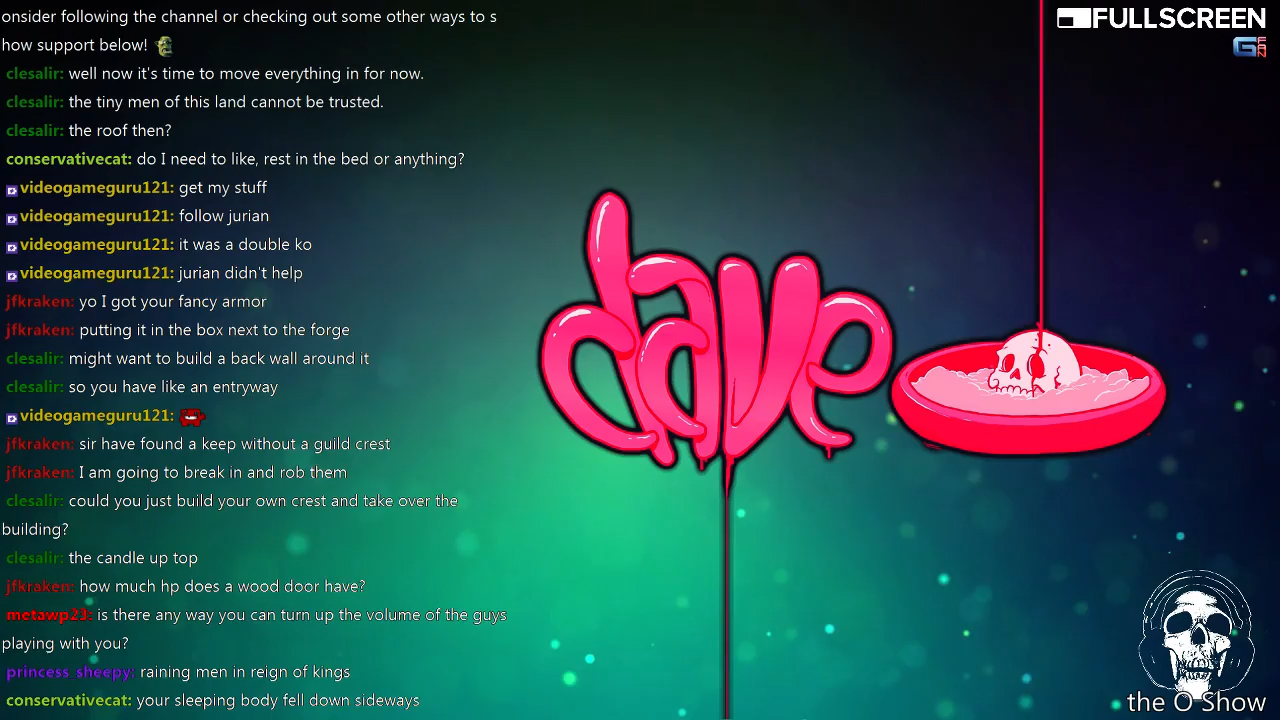 onsider following the channel or checking out some other ways to s
how support below!
clesalir: well now it's time to move everything in for now.
clesalir: the tiny men of this land cannot be trusted.
clesalir: the roof then?
conservativecat: do I need to like, rest in the bed or anything?
videogameguru121: get my stuff
videogameguru121: follow jurian
videogameguru121: it was a double ko
videogameguru121: jurian didn't help
jfkraken: yo I got your fancy armor
jfkraken: putting it in the box next to the forge
clesalir: might want to build a back wall around it
clesalir: so you have like an entryway
videogameguru121:
jfkraken: sir have found a keep without a guild crest
jfkraken: I am going to break in and rob them
clesalir: could you just build your own crest and take over the
building?
clesalir: the candle up top
jfkraken: how much hp does a wood door have?
metawp23: is there any way you can turn up the volume of the guys
playing with you?
princess_sheepy: raining men in reign of kings
conservativecat: your sleeping body fell down sideways
dave
FULLSCREEN
G FAN
the O Show